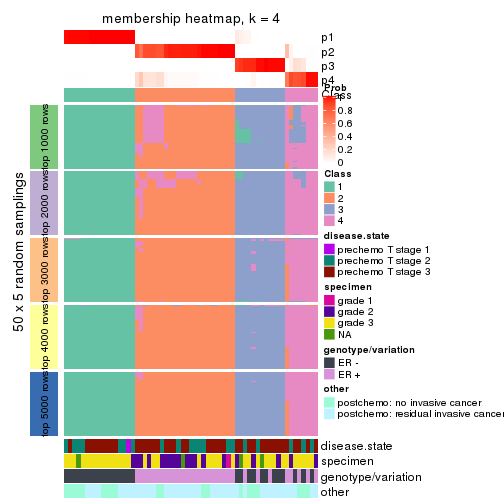 membership heatmap, k = 4
p1
p2
p3
p4
Class
50 x 5 random samplings
top 1000 rows
top 2000 rows
top 3000 rows
top 4000 rows
top 5000 rows
Prob
1
0.8
0.6
0.4
0.2
0
Class
1
2
3
4
disease.state
prechemo T stage 1
prechemo T stage 2
prechemo T stage 3
specimen
grade 1
grade 2
grade 3
NA
genotype/variation
ER -
ER +
other
postchemo: no invasive cancer
postchemo: residual invasive cancer
disease.state
specimen
genotype/variation
other